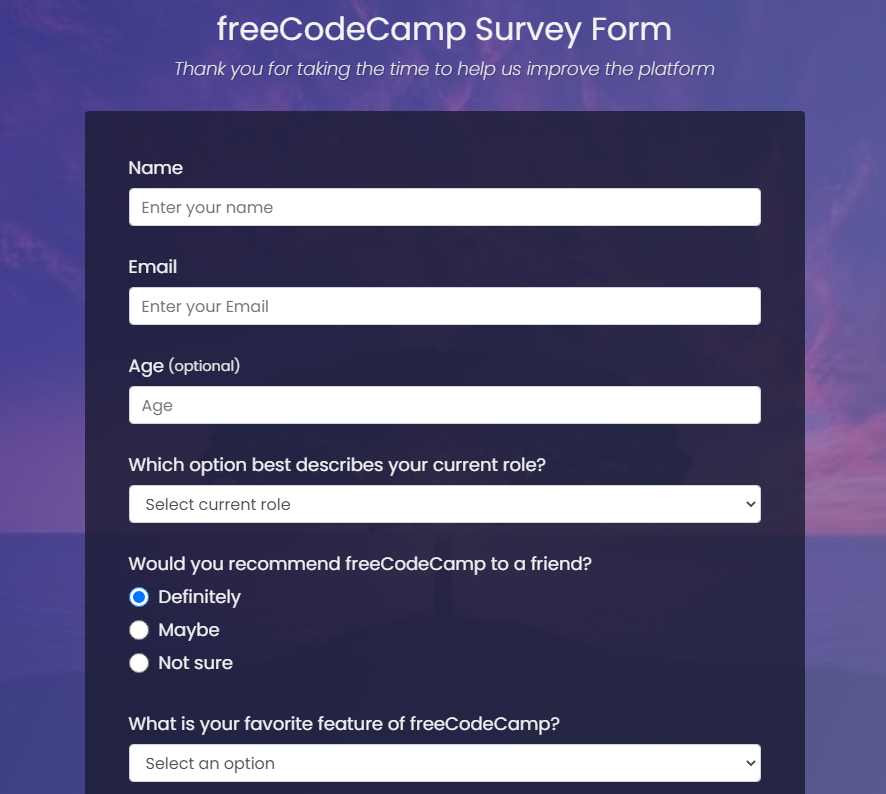 freeCodeCamp Survey Form
Thank you for taking the time to help us improve the platform
Name
Enter your name
Email
Enter your Email
Age (optional)
Age
Which option best describes your current role?
Select current role
Would you recommend freeCodeCamp to a friend?
Definitely
Maybe
Not sure
What is your favorite feature of freeCodeCamp?
Select an option